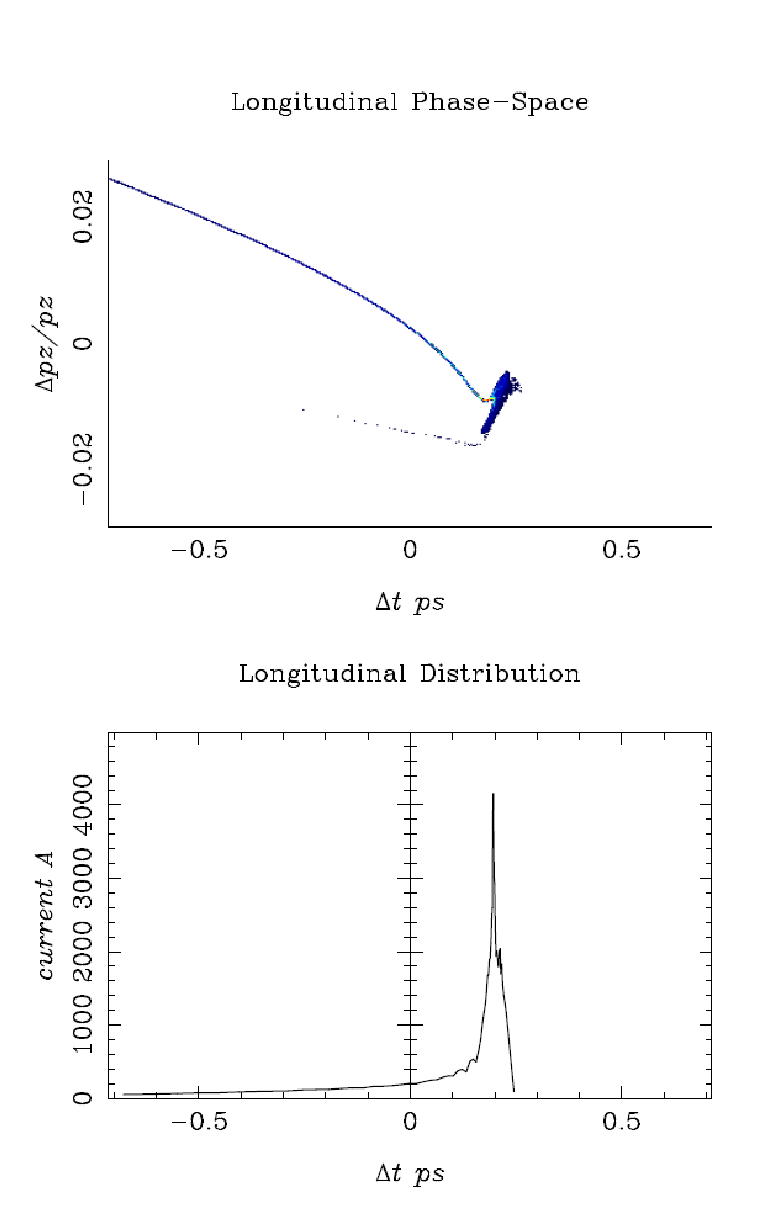 Longitudinal Phase−Space
0.02
0
−0.02
Δpz/pz
−0.5 0 0.5
Δt ps
Longitudinal Distribution
4000
3000
2000
1000
0
current A
−0.5 0 0.5
Δt ps